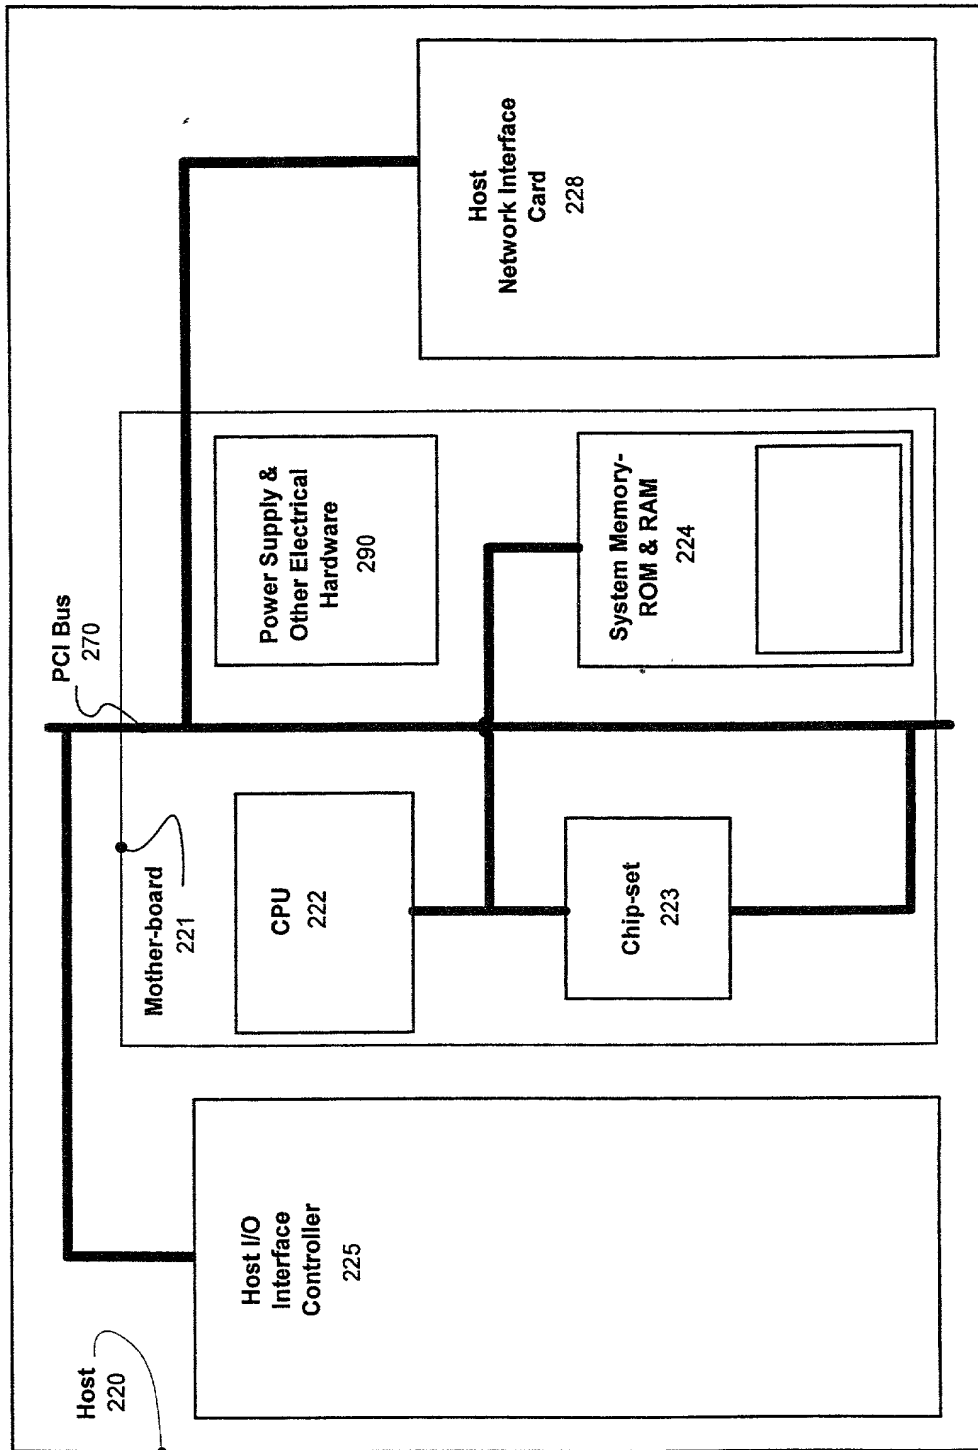 Host
220
PCI Bus
270
Mother-board
221
Host I/O
Interface
Controller
225
CPU
222
Power Supply &
Other Electrical
Hardware
290
Host
Network Interface
Card
228
Chip-set
223
System Memory-
ROM & RAM
224